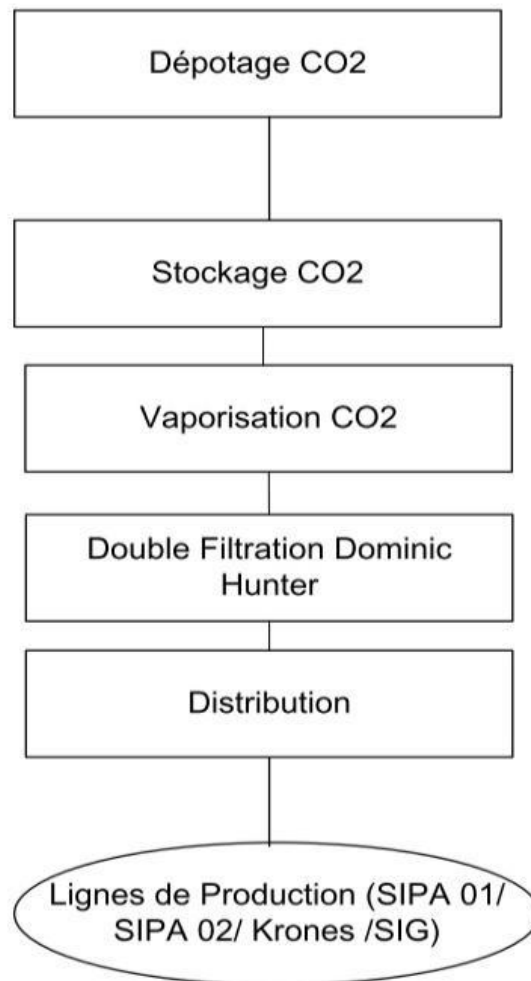 Dépotage CO2
Stockage CO2
Vaporisation CO2
Double Filtration Dominic
Hunter
Distribution
Lignes de Production (SIPA 01/
SIPA 02/ Krones /SIG)